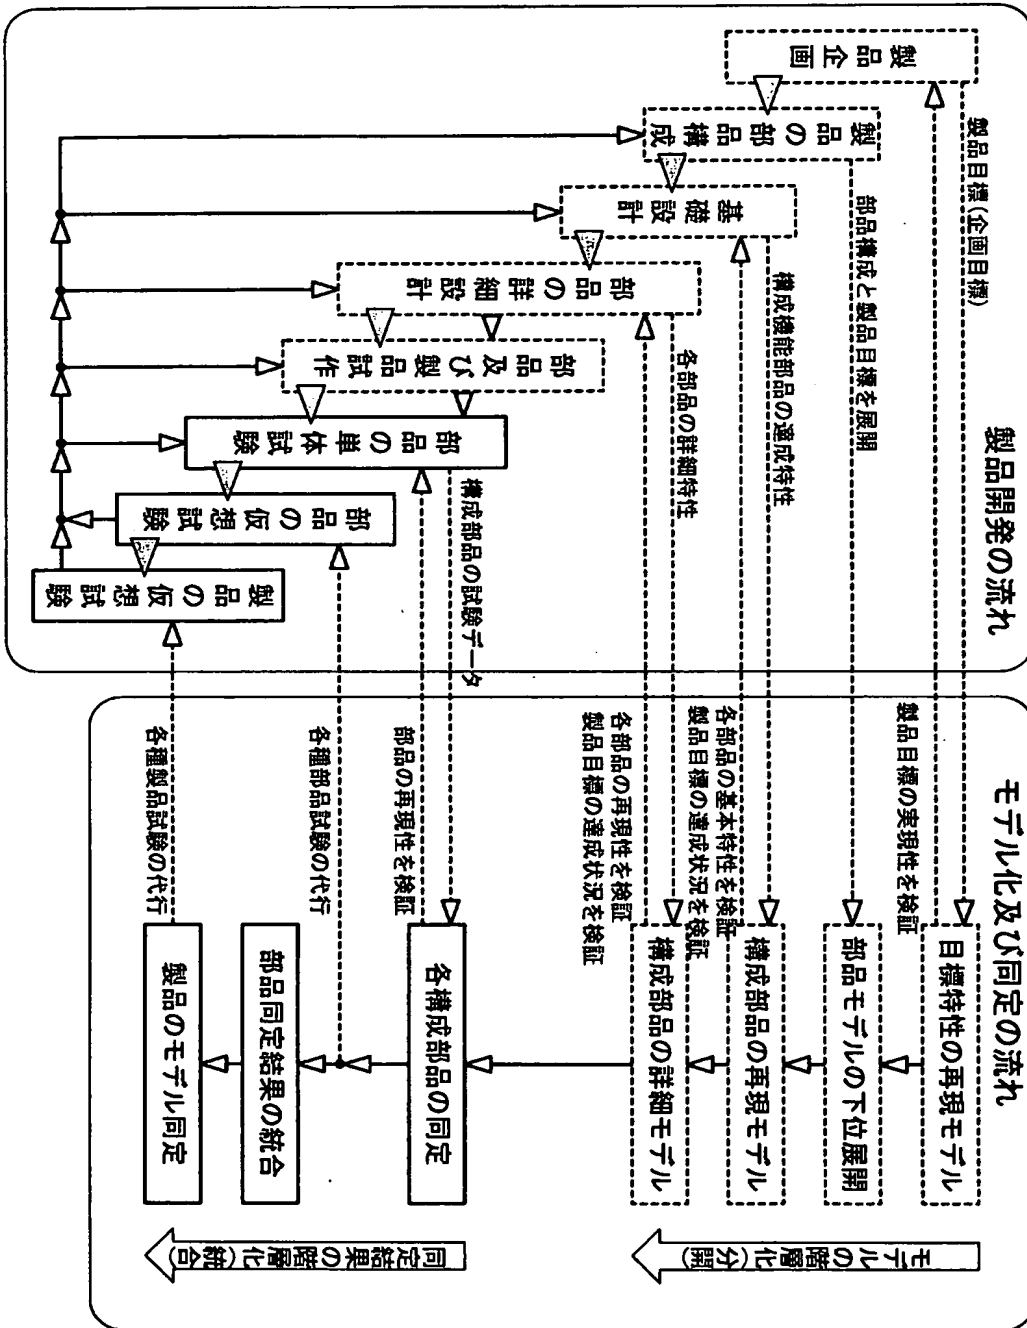 製品開発の流れ
製品企画
製品の部品構成
基礎設計
部品の詳細設計
部品及び製品試作
部品の単体試験
部品の仮想試験
製品の仮想試験
製品目標(企画目標)
部品構成と製品目標を展開
構成機能部品の達成特性
各部品の詳細特性
構成部品の試験データ
製品目標の実現性を検証
各部品の基本特性を検証
製品目標の達成状況を検証
各部品の再現性を検証
製品目標の達成状況を検証
部品の再現性を検証
各種部品試験の代行
各種製品試験の代行
モデル化及び同定の流れ
目標特性の再現モデル
部品モデルの下位展開
構成部品の再現モデル
構成部品の詳細モデル
各構成部品の同定
部品同定結果の統合
製品のモデル同定
モデルの階層化(分開)
同定結果の階層化(統合)